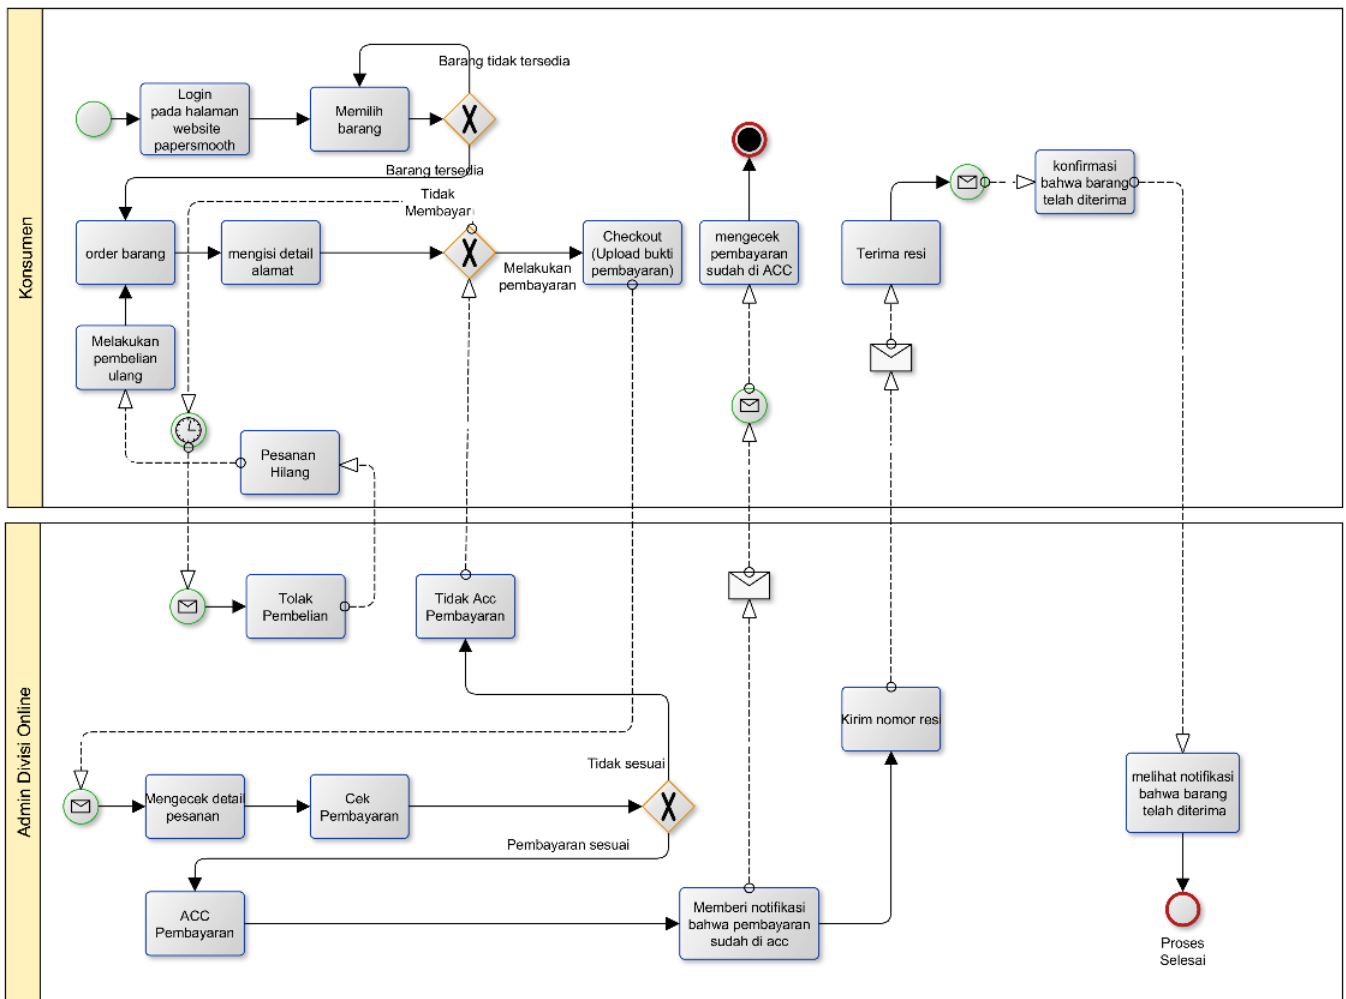 Konsumen
Login
pada halaman
website
papersmooth
Memilih
barang
Barang tidak tersedia
Barang tersedia
Tidak
Membayar
order barang
mengisi detail
alamat
Melakukan
pembayaran
Checkout
(Upload bukti
pembayaran)
mengecek
pembayaran
sudah di ACC
Terima resi
konfirmasi
bahwa barang
telah diterima
Melakukan
pembelian
ulang
Pesanan
Hilang
Admin Divisi Online
Tolak
Pembelian
Tidak Acc
Pembayaran
Kirim nomor resi
Tidak sesuai
Mengecek detail
pesanan
Cek
Pembayaran
Pembayaran sesuai
melihat notifikasi
bahwa barang
telah diterima
ACC
Pembayaran
Memberi notifikasi
bahwa pembayaran
sudah di acc
Proses
Selesai